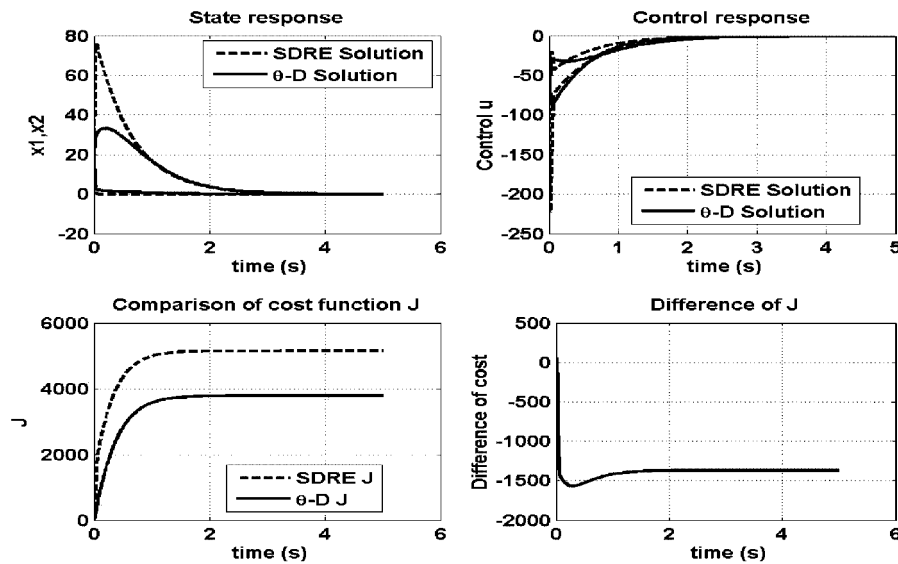 State response
80
60
40
20
0
-20
x1,x2
SDRE Solution
θ-D Solution
0 2 4 6
time (s)
Control response
0
-50
-100
-150
-200
-250
Control u
SDRE Solution
θ-D Solution
0 1 2 3 4 5
time (s)
Comparison of cost function J
6000
4000
2000
0
J
SDRE J
θ-D J
0 2 4 6
time (s)
Difference of J
500
0
-500
-1000
-1500
-2000
Difference of cost
0 2 4 6
time (s)